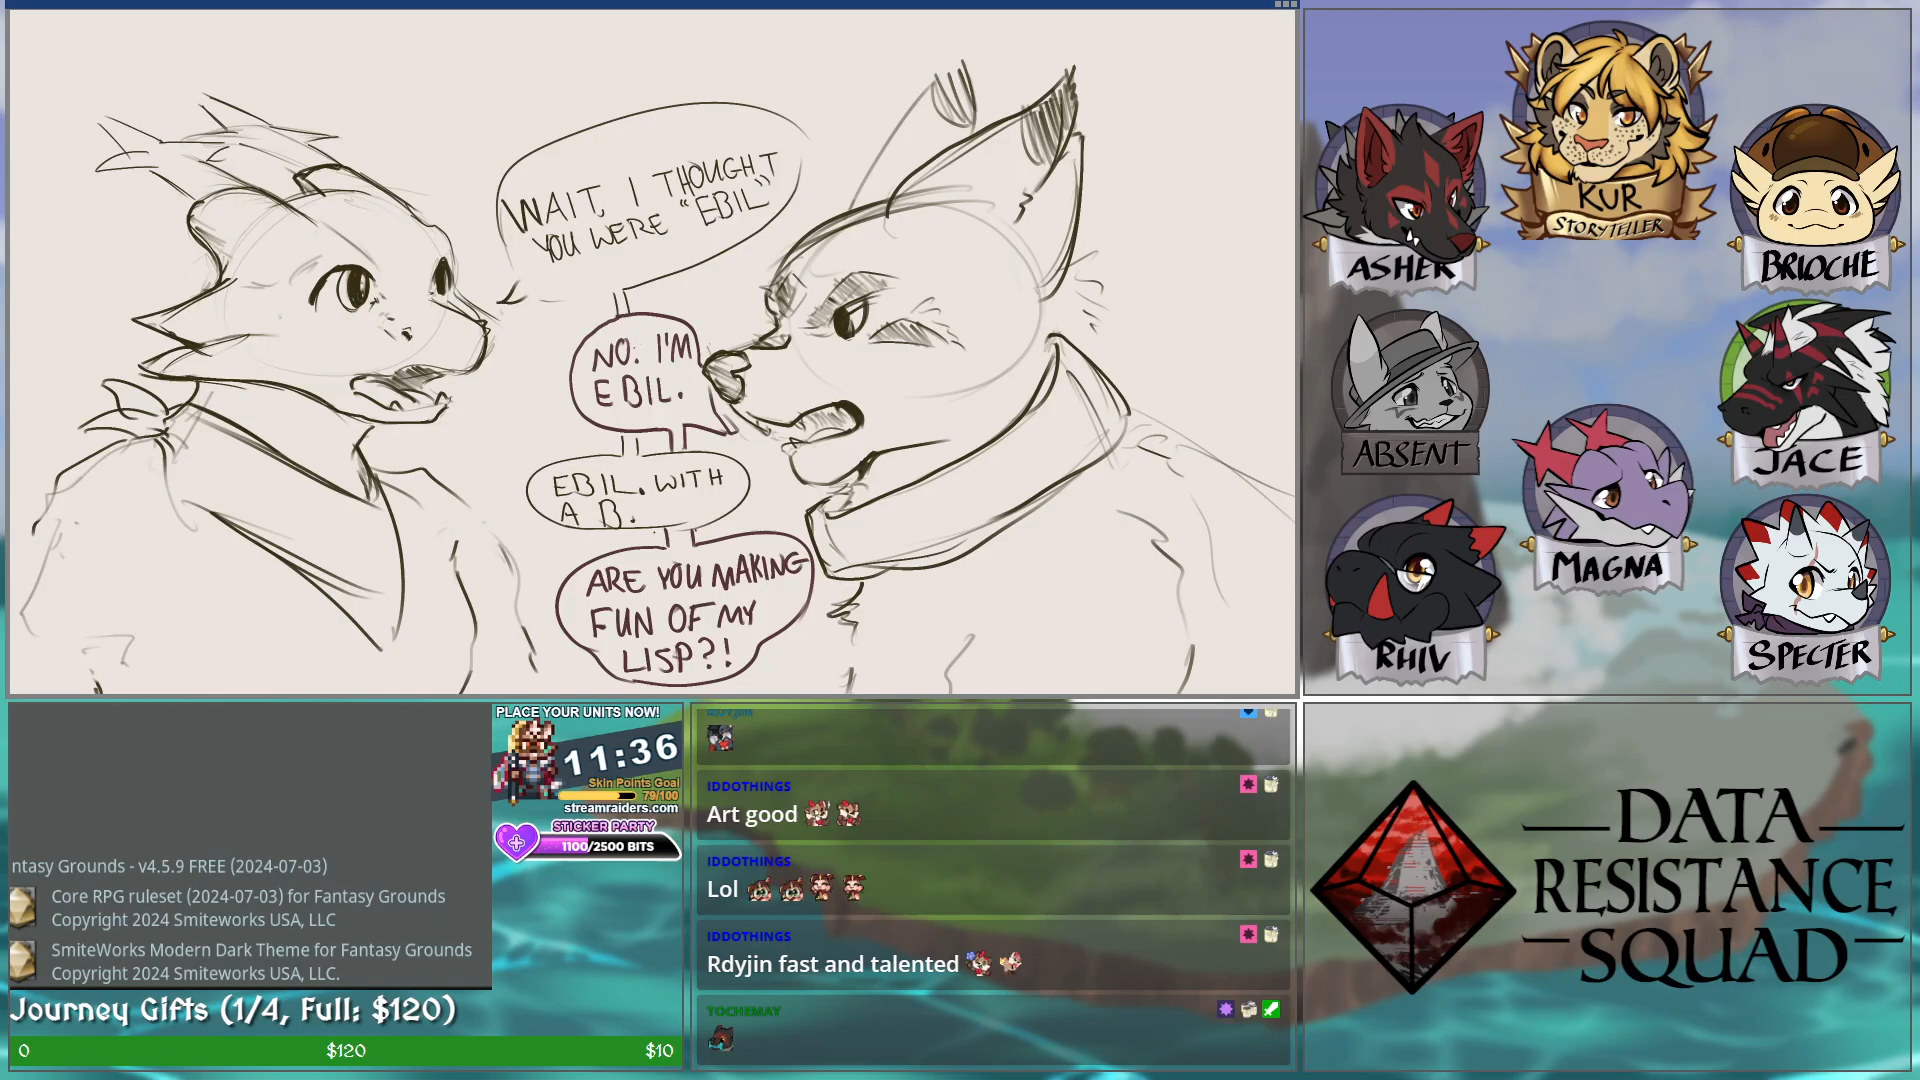 WAIT, I THOUGHT
YOU WERE "EBIL"
NO. I'M
EBIL.
EBIL. WITH
A B.
ARE YOU MAKING
FUN OF MY
LISP?!
KUR
STORYTELLER
ASHER
BRIOCHE
ABSENT
JACE
MAGNA
RHIV
SPECTER
ntasy Grounds - v4.5.9 FREE (2024-07-03)
Core RPG ruleset (2024-07-03) for Fantasy Grounds
Copyright 2024 Smiteworks USA, LLC
SmiteWorks Modern Dark Theme for Fantasy Grounds
Copyright 2024 Smiteworks USA, LLC.
PLACE YOUR UNITS NOW!
11:36
Skin Points Goal
79/100
streamraiders.com
STICKER PARTY
1100/2500 BITS
Journey Gifts (1/4, Full: $120)
0 $120 $10
IDDOTHINGS
Art good
IDDOTHINGS
Lol
IDDOTHINGS
Rdyjin fast and talented
TOCHEMAY
DATA
RESISTANCE
SQUAD